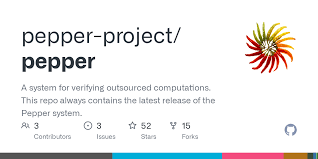 pepper-project/
pepper
A system for verifying outsourced computations.
This repo always contains the latest release of the
Pepper system.
3 3 52 15
Contributors Issues Stars Forks